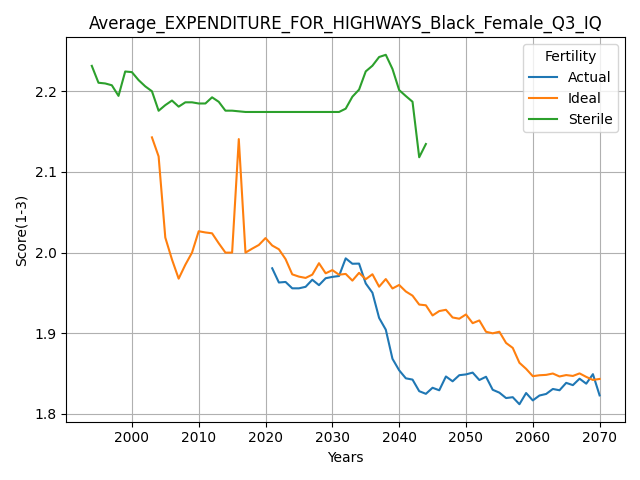 Average_EXPENDITURE_FOR_HIGHWAYS_Black_Female_Q3_IQ
Fertility
Actual
Ideal
Sterile
Score(1-3)
2.2
2.1
2.0
1.9
1.8
2000 2010 2020 2030 2040 2050 2060 2070
Years